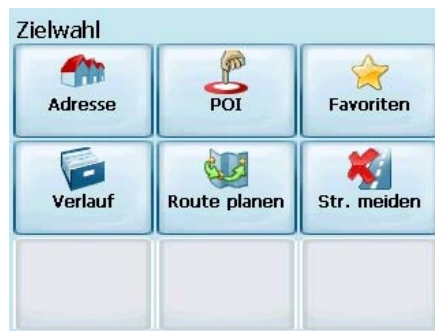 Zielwahl
Adresse POI Favoriten
Verlauf Route planen Str. meiden